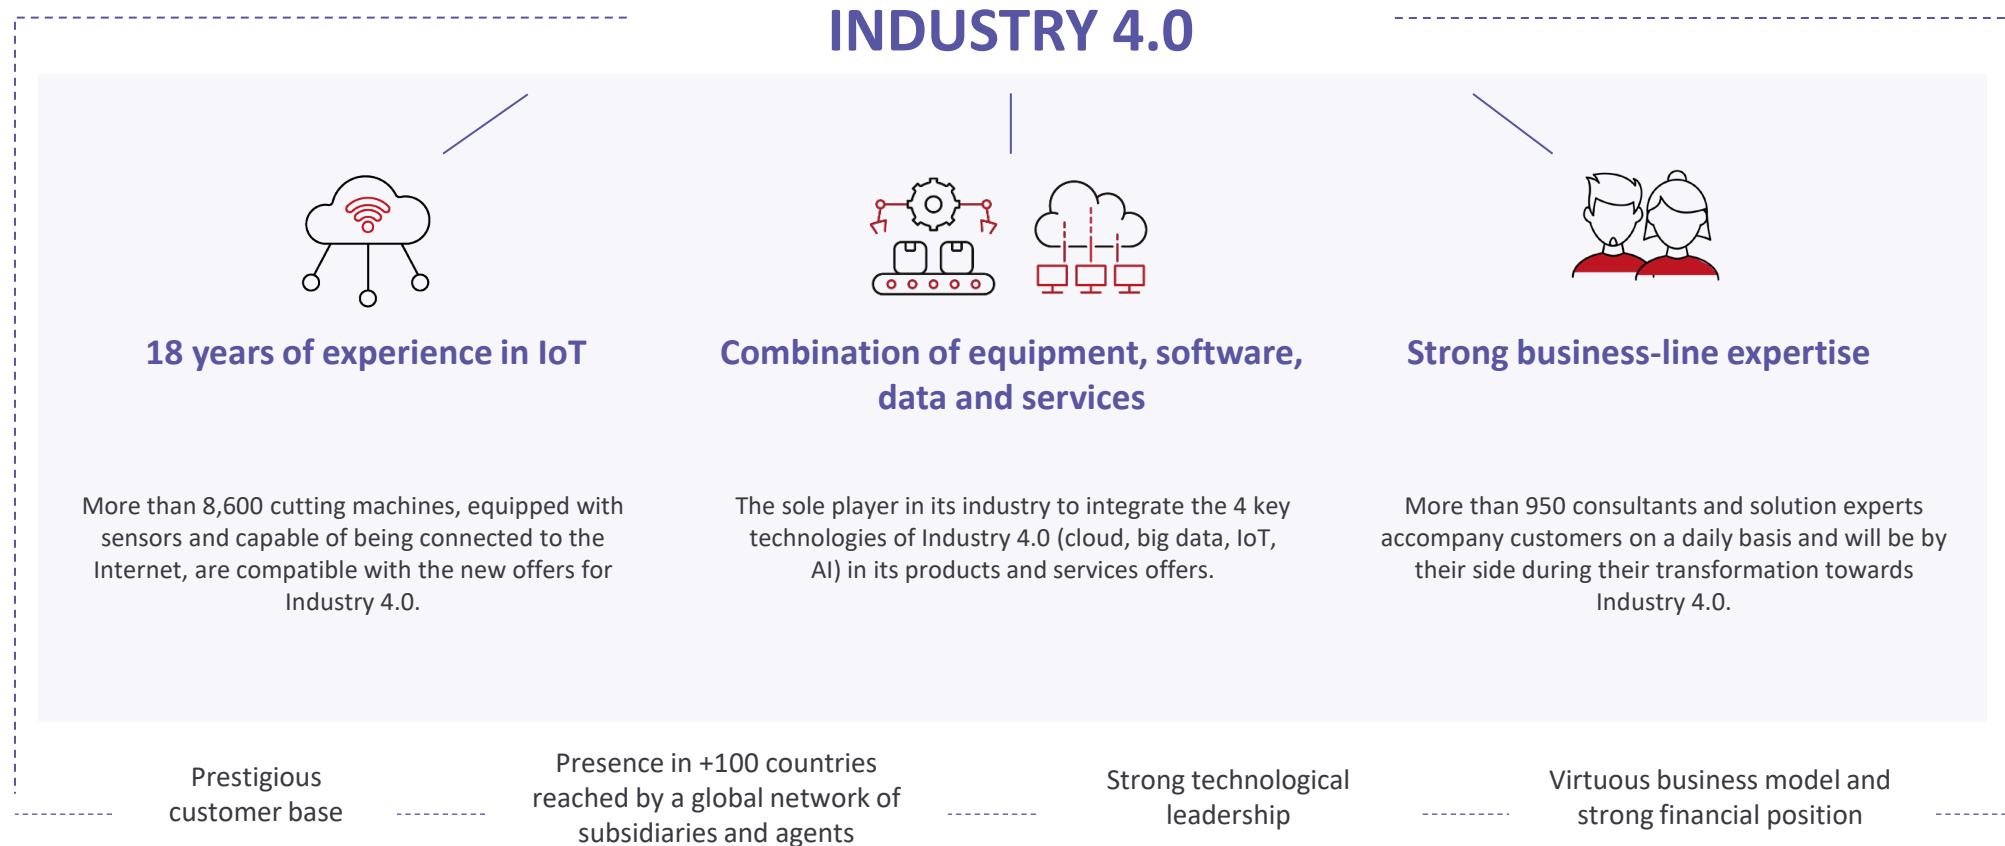 INDUSTRY 4.0
18 years of experience in IoT
More than 8,600 cutting machines, equipped with
sensors and capable of being connected to the
Internet, are compatible with the new offers for
Industry 4.0.
Combination of equipment, software,
data and services
The sole player in its industry to integrate the 4 key
technologies of Industry 4.0 (cloud, big data, IoT,
AI) in its products and services offers.
Strong business-line expertise
More than 950 consultants and solution experts
accompany customers on a daily basis and will be by
their side during their transformation towards
Industry 4.0.
Prestigious
customer base
Presence in +100 countries
reached by a global network of
subsidiaries and agents
Strong technological
leadership
Virtuous business model and
strong financial position